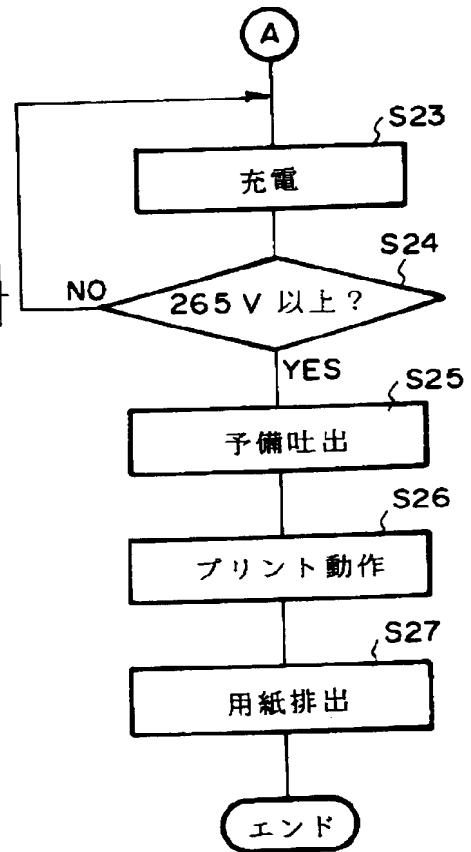 A
S23
充電
S24
265V 以上?
NO
YES
S25
予備吐出
S26
プリント動作
S27
用紙排出
エンド